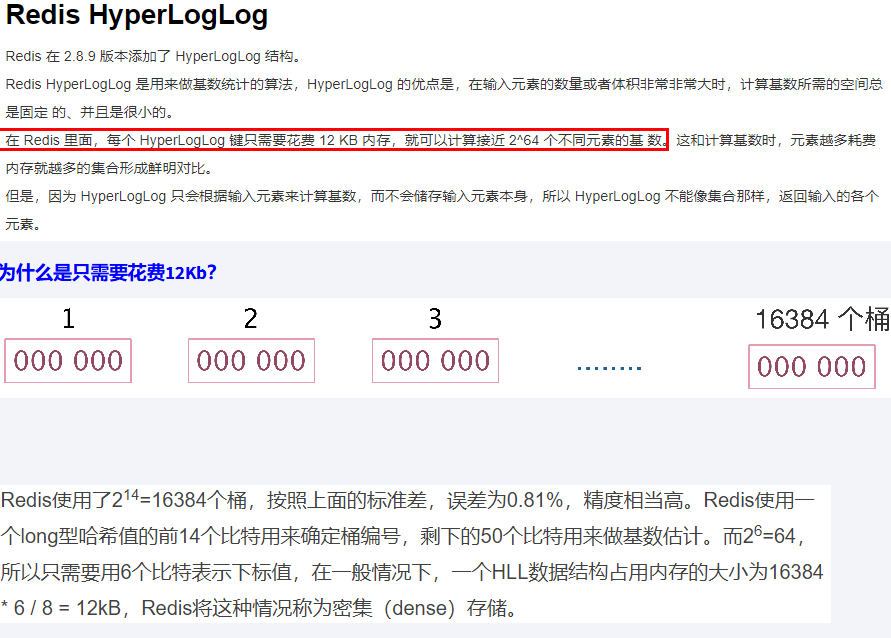 Redis HyperLogLog
Redis 在 2.8.9 版本添加了 HyperLogLog 结构。
Redis HyperLogLog 是用来做基数统计的算法，HyperLogLog 的优点是，在输入元素的数量或者体积非常非常大时，计算基数所需的空间总
是固定 的、并且是很小的。
在 Redis 里面，每个 HyperLogLog 键只需要花费 12 KB 内存，就可以计算接近 2^64 个不同元素的基 数。这和计算基数时，元素越多耗费
内存就越多的集合形成鲜明对比。
但是，因为 HyperLogLog 只会根据输入元素来计算基数，而不会储存输入元素本身，所以 HyperLogLog 不能像集合那样，返回输入的各个
元素。
为什么是只需要花费12Kb？
1 2 3 16384 个桶
000 000 000 000 000 000 ........ 000 000
Redis使用了2^14=16384个桶，按照上面的标准差，误差为0.81%，精度相当高。Redis使用一
个long型哈希值的前14个比特用来确定桶编号，剩下的50个比特用来做基数估计。而2^6=64，
所以只需要用6个比特表示下标值，在一般情况下，一个HLL数据结构占用内存的大小为16384
* 6 / 8 = 12kB，Redis将这种情况称为密集（dense）存储。